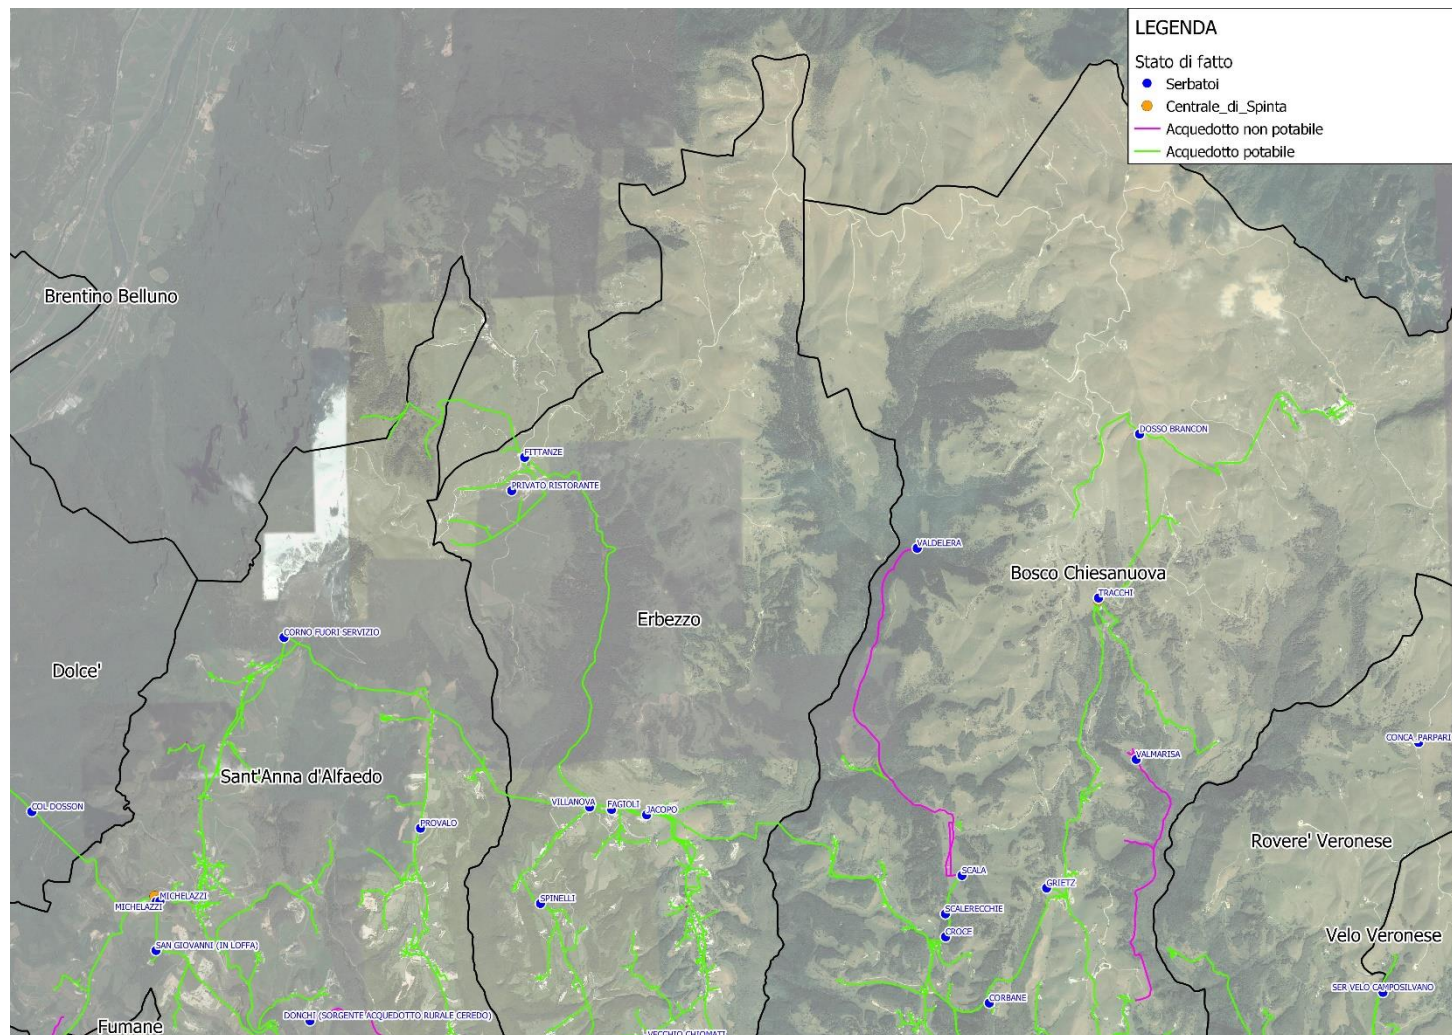 LEGENDA
Stato di fatto
Serbatoi
Centrale_di_Spinta
Acquedotto non potabile
Acquedotto potabile
Brentino Belluno
DOSSO BRANCON
FITTANZE
PRIVATO RISTORANTE
VALDELERA
Bosco Chiesanuova
TRACCHI
Erbezzo
CORNO FUORI SERVIZIO
Dolce'
CONCA_PARPARI
VALMARISA
Sant'Anna d'Alfaedo
VILLANOVA
FAGIOLI
JACOPO
COL DOSSON
PROVALO
Rovere' Veronese
SCALA
GRIETZ
MICHELAZZI
MICHELAZZI
SPINELLI
SCALERECCHIE
CROCE
Velo Veronese
SAN GIOVANNI (IN LOFFA)
SER VELO CAMPOSILVANO
CORBANE
DONCHI (SORGENTE ACQUEDOTTO RURALE CEREDO)
Fumane
VECCHIO CHIOMATI